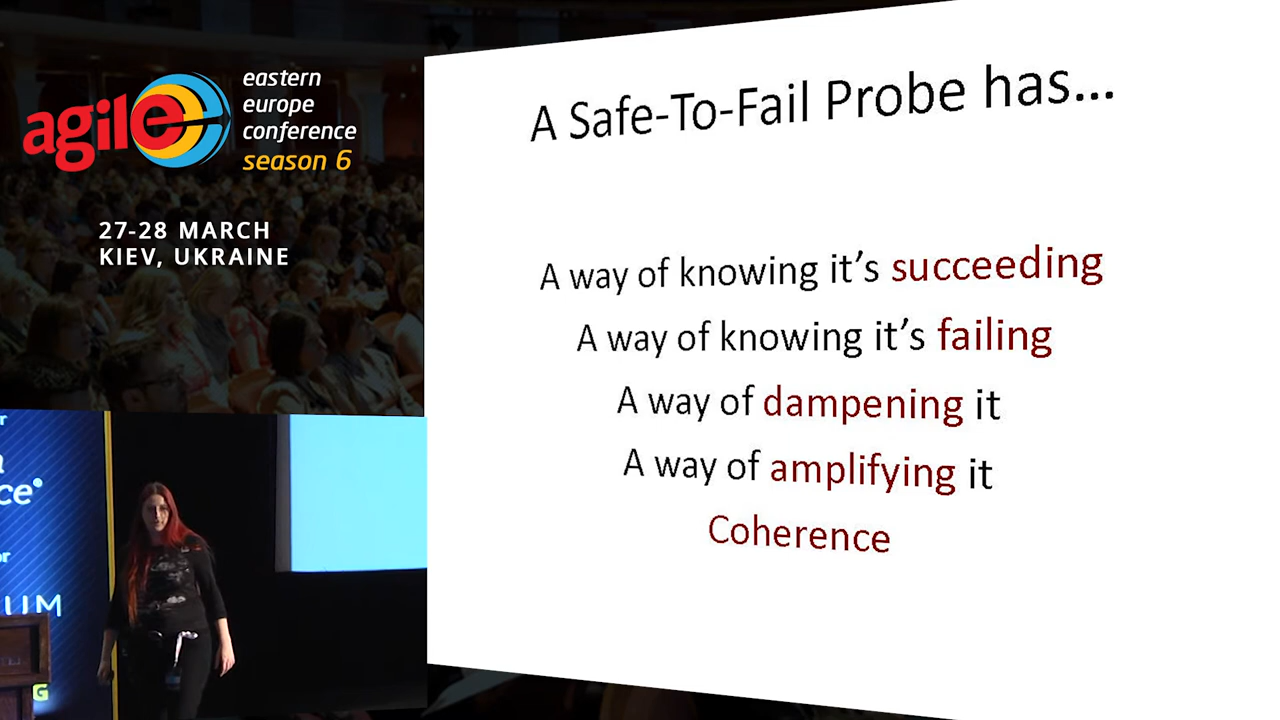 agile
eastern
europe
conference
season 6
27-28 MARCH
KIEV, UKRAINE
A Safe-To-Fail Probe has...
A way of knowing it's succeeding
A way of knowing it's failing
A way of dampening it
A way of amplifying it
Coherence